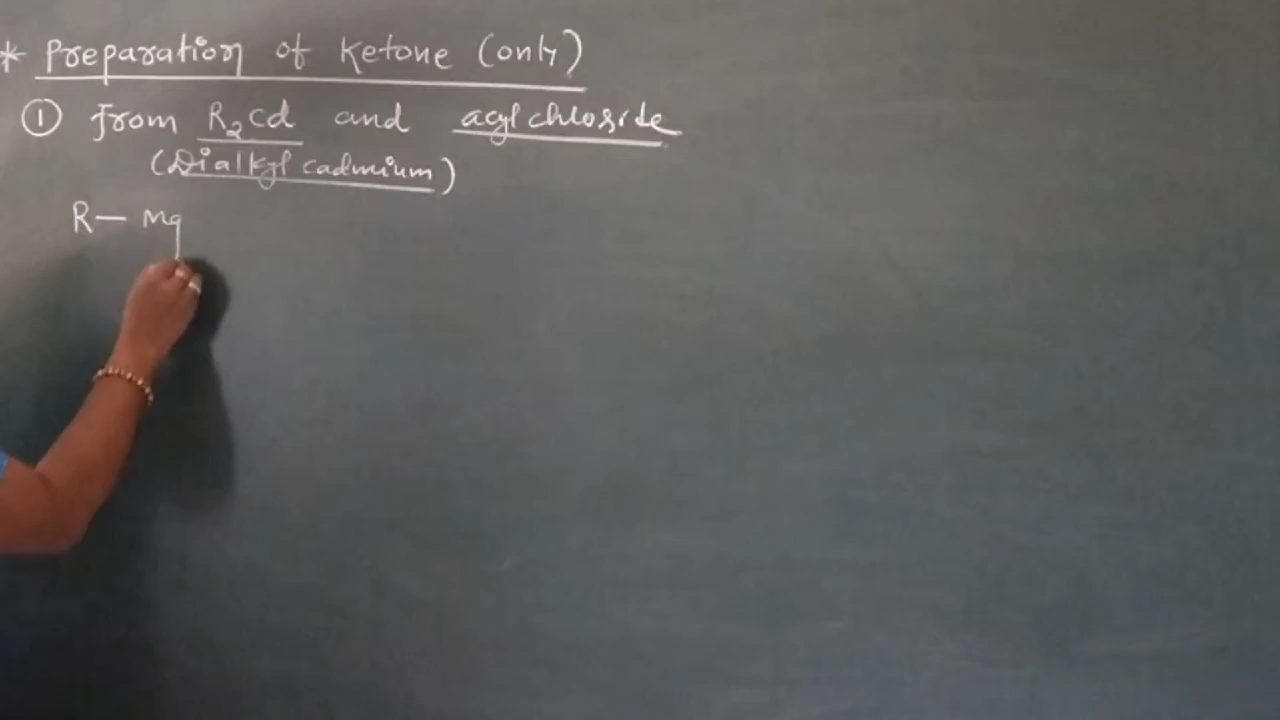 * Preparation of Ketone (only)
① From R₂cd and acyl chloride
(Dialkyl cadmium)
R — Mg